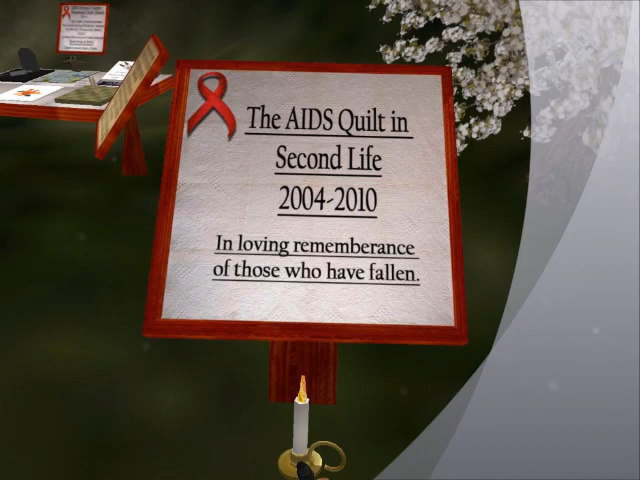 The AIDS Quilt in
Second Life
2004-2010
In loving rememberance
of those who have fallen.